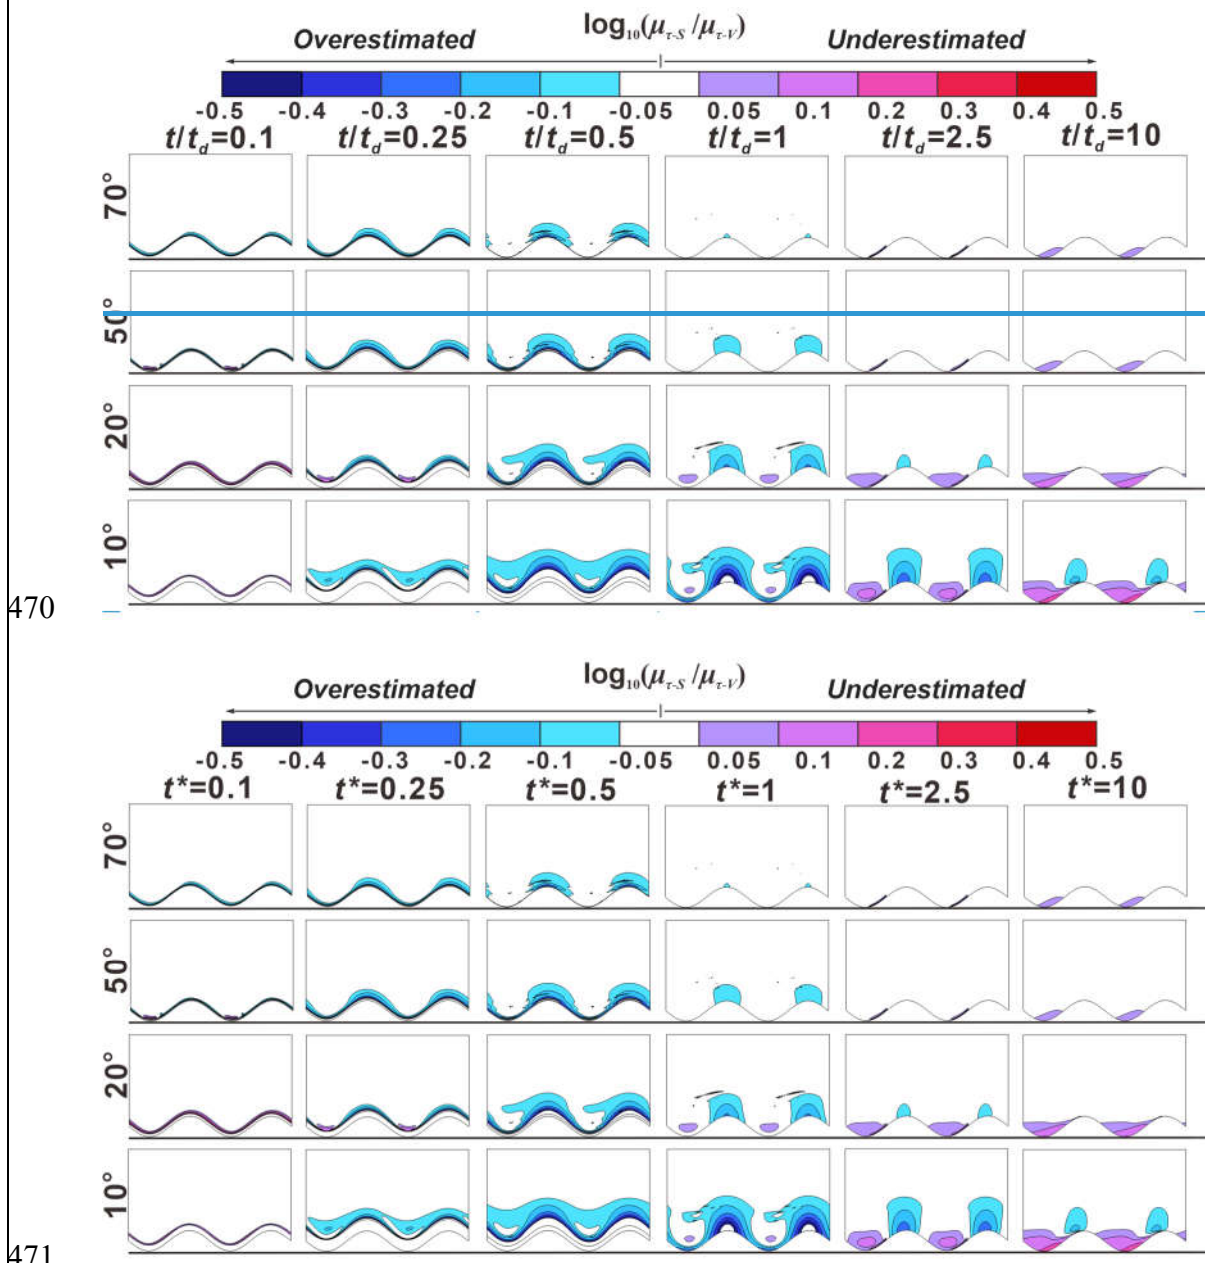 log₁₀(μτ-S /μτ-V)
Overestimated Underestimated
-0.5 -0.4 -0.3 -0.2 -0.1 -0.05 0.05 0.1 0.2 0.3 0.4 0.5
t/td=0.1 t/td=0.25 t/td=0.5 t/td=1 t/td=2.5 t/td=10
70°
50°
20°
10°
470
log₁₀(μτ-S /μτ-V)
Overestimated Underestimated
-0.5 -0.4 -0.3 -0.2 -0.1 -0.05 0.05 0.1 0.2 0.3 0.4 0.5
t*=0.1 t*=0.25 t*=0.5 t*=1 t*=2.5 t*=10
70°
50°
20°
10°
471